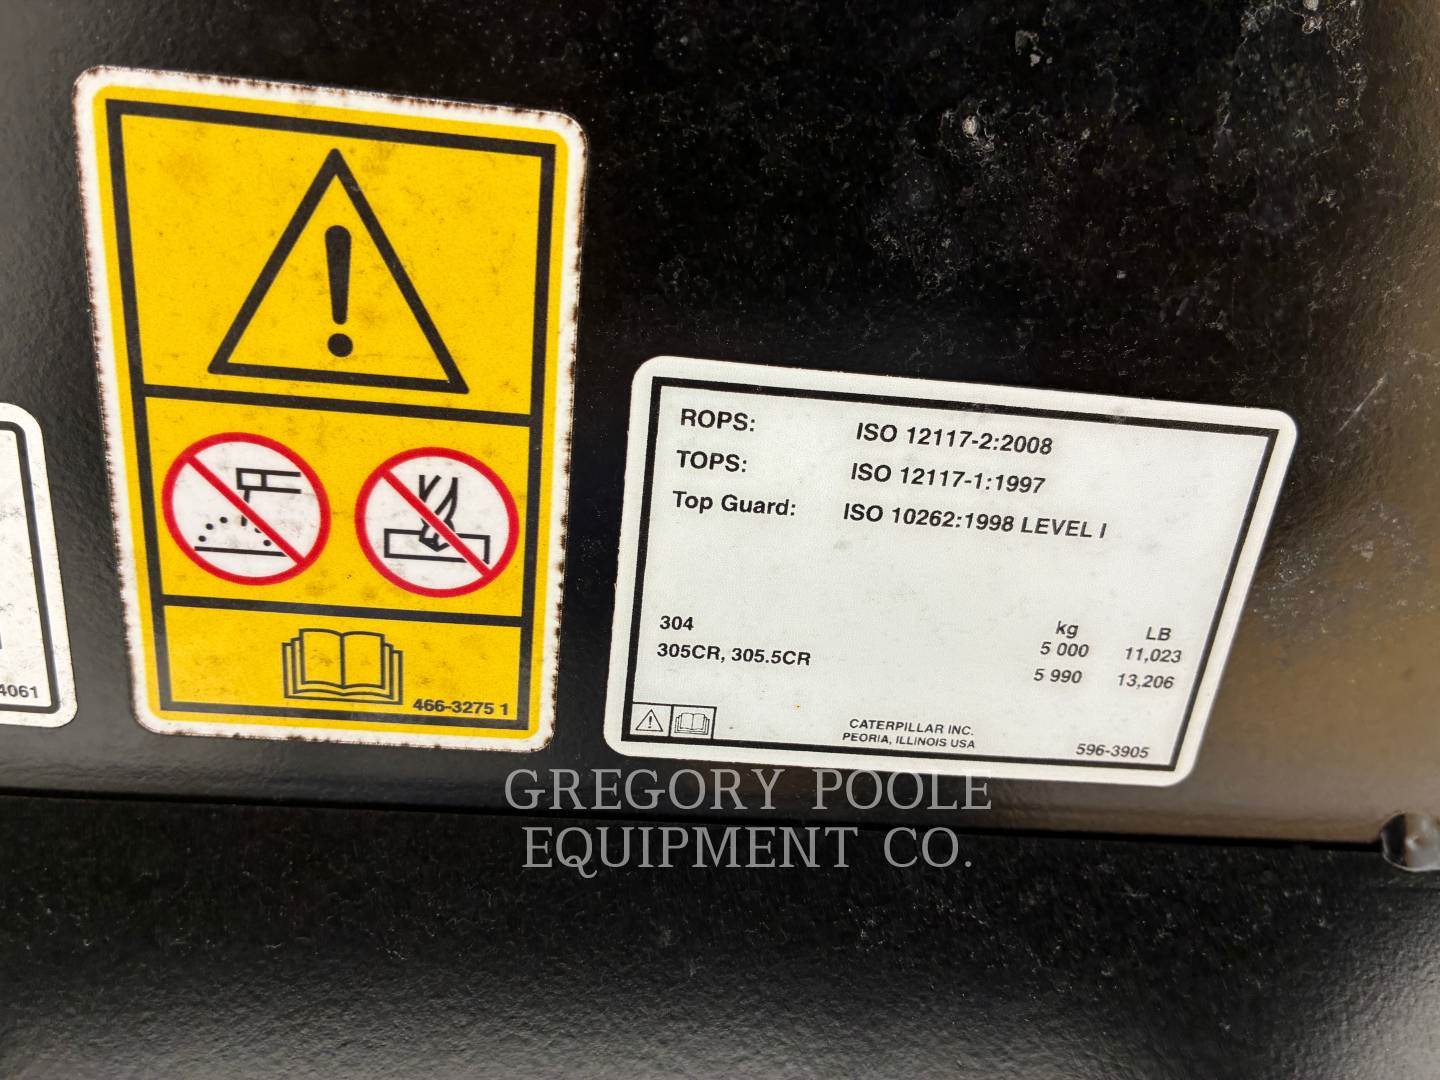 4061
466-3275 1
ROPS: ISO 12117-2:2008
TOPS: ISO 12117-1:1997
Top Guard: ISO 10262:1998 LEVEL I
kg LB
304 5 000 11,023
305CR, 305.5CR 5 990 13,206
CATERPILLAR INC.
PEORIA, ILLINOIS USA
596-3905
GREGORY POOLE
EQUIPMENT CO.